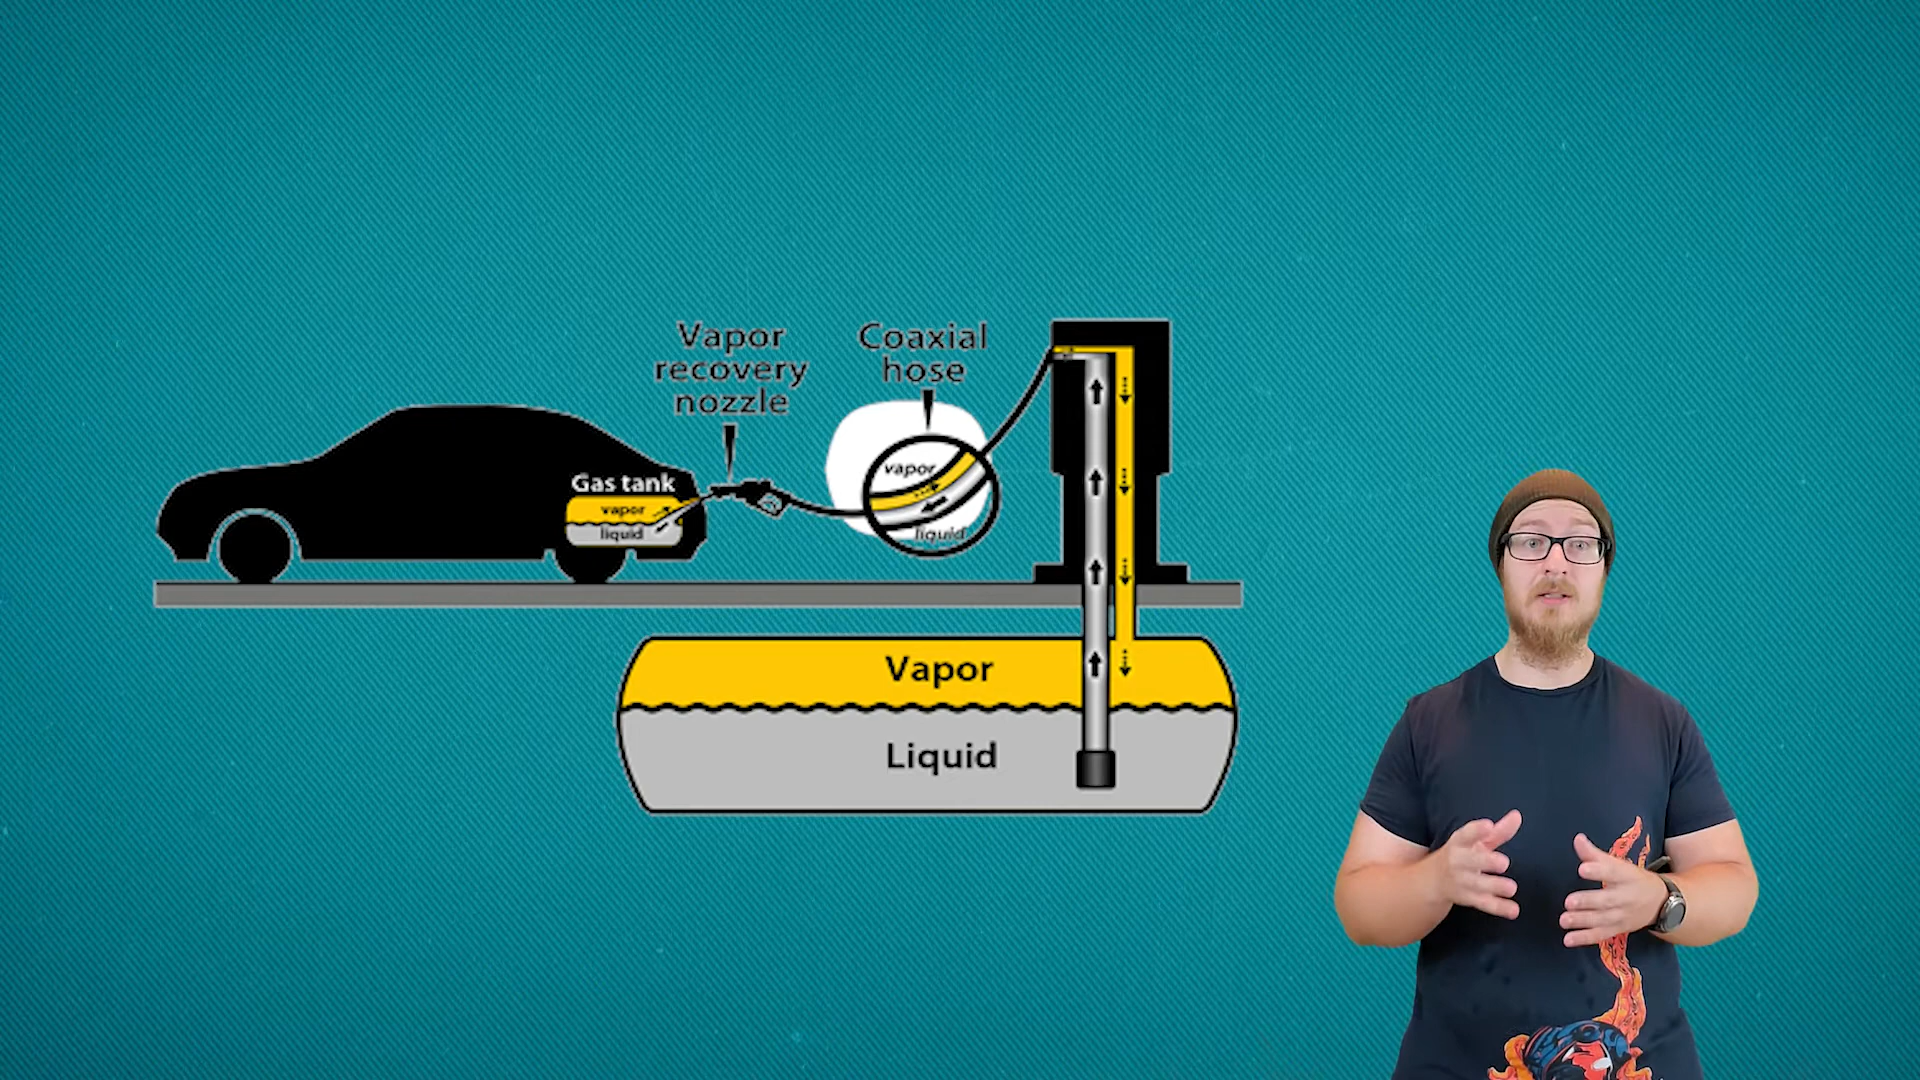 Vapor
recovery
nozzle
Coaxial
hose
Gas tank
vapor
liquid
vapor
liquid
Vapor
Liquid